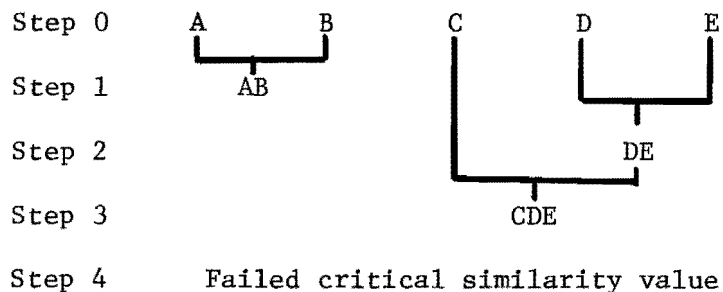 Step 0 A B C D E
Step 1 AB
Step 2 DE
Step 3 CDE
Step 4 Failed critical similarity value